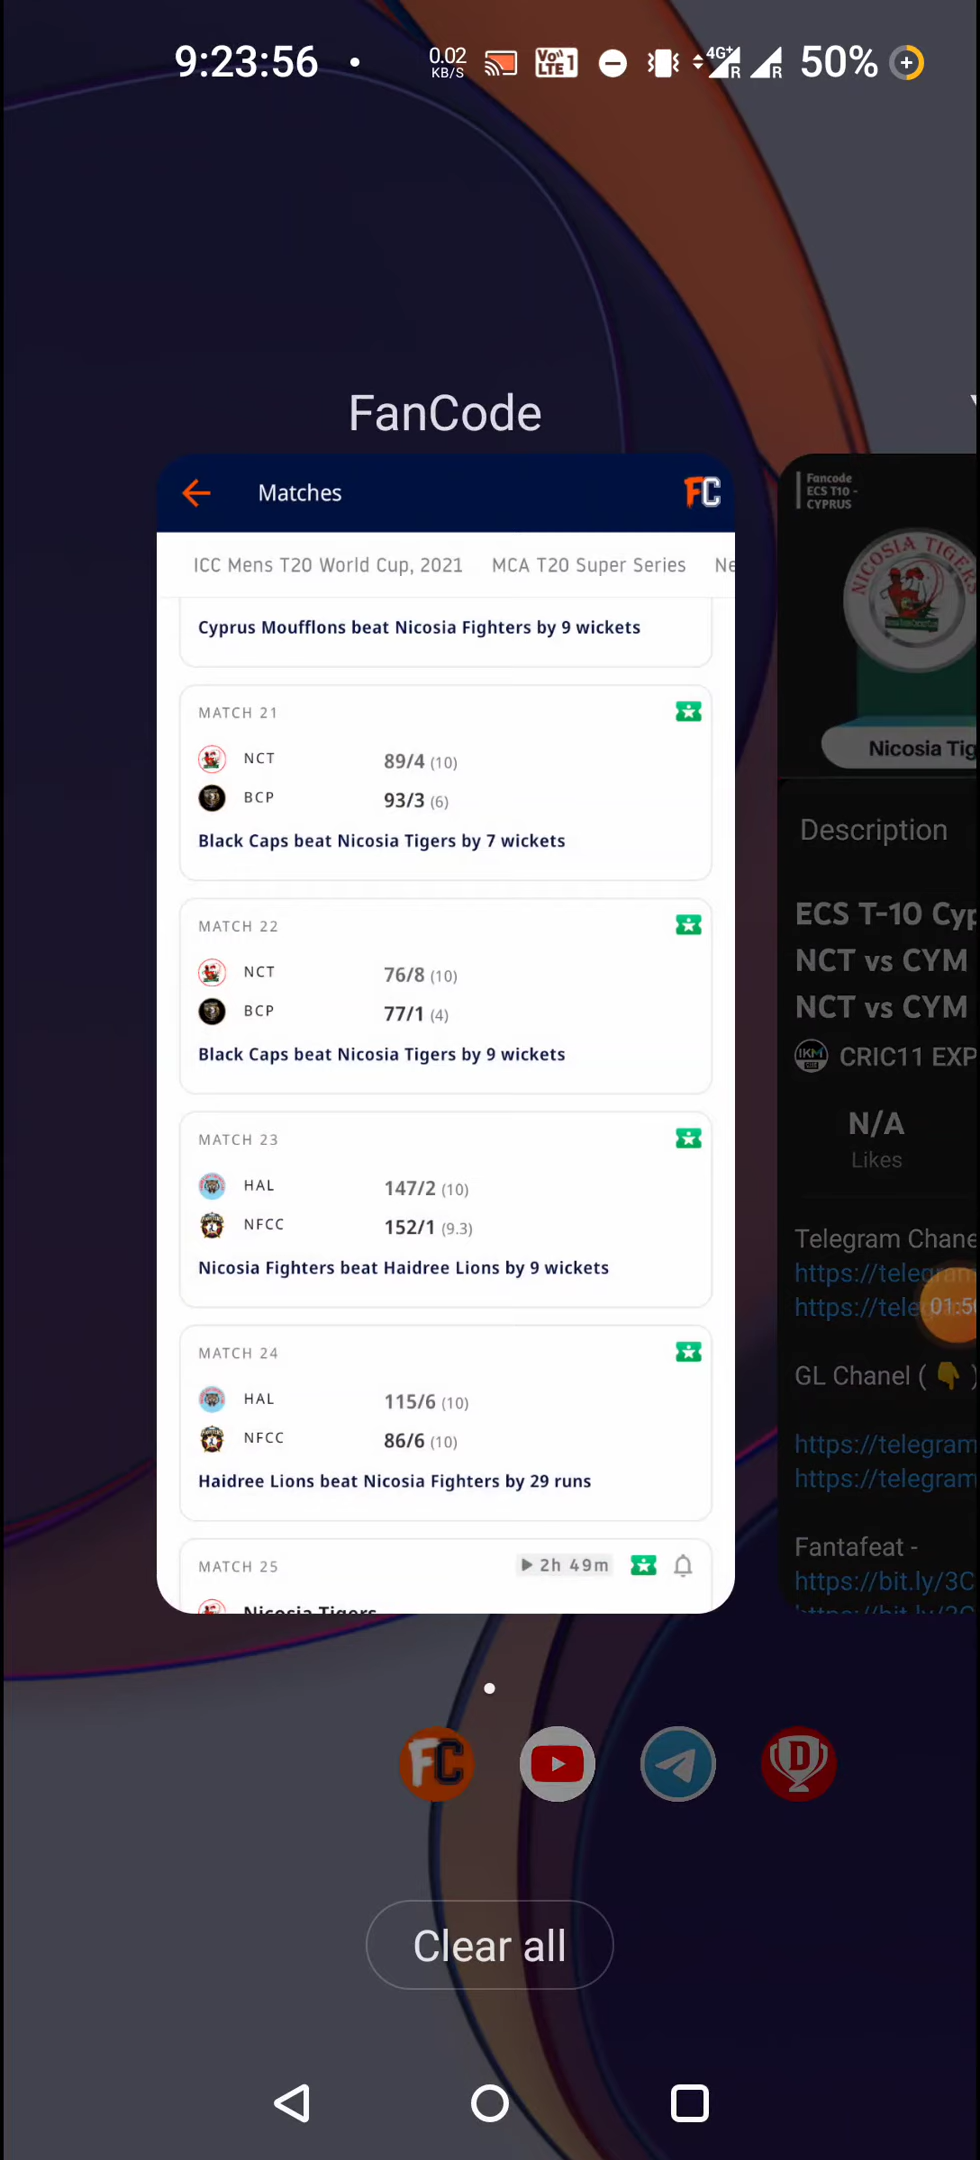 9:23:56
0.02 KB/S
Vo) LTE 1
4G+ R
R
50%
FanCode
Matches
FC
ICC Mens T20 World Cup, 2021 MCA T20 Super Series Ne
Cyprus Moufflons beat Nicosia Fighters by 9 wickets
MATCH 21
NCT 89/4 (10)
BCP 93/3 (6)
Black Caps beat Nicosia Tigers by 7 wickets
MATCH 22
NCT 76/8 (10)
BCP 77/1 (4)
Black Caps beat Nicosia Tigers by 9 wickets
MATCH 23
HAL 147/2 (10)
NFCC 152/1 (9.3)
Nicosia Fighters beat Haidree Lions by 9 wickets
MATCH 24
HAL 115/6 (10)
NFCC 86/6 (10)
Haidree Lions beat Nicosia Fighters by 29 runs
MATCH 25 2h 49m
Nicosia Tigers
Fancode
ECS T10 -
CYPRUS
NICOSIA TIGERS
Nicosia Tig
Description
ECS T-10 Cyp
NCT vs CYM
NCT vs CYM
IKM CRIC11 EXP
N/A
Likes
Telegram Chane
https://telegram
https://tele
01:5
GL Chanel ( 👇 )
https://telegram
https://telegram
Fantafeat -
https://bit.ly/3C
FC
D
Clear all